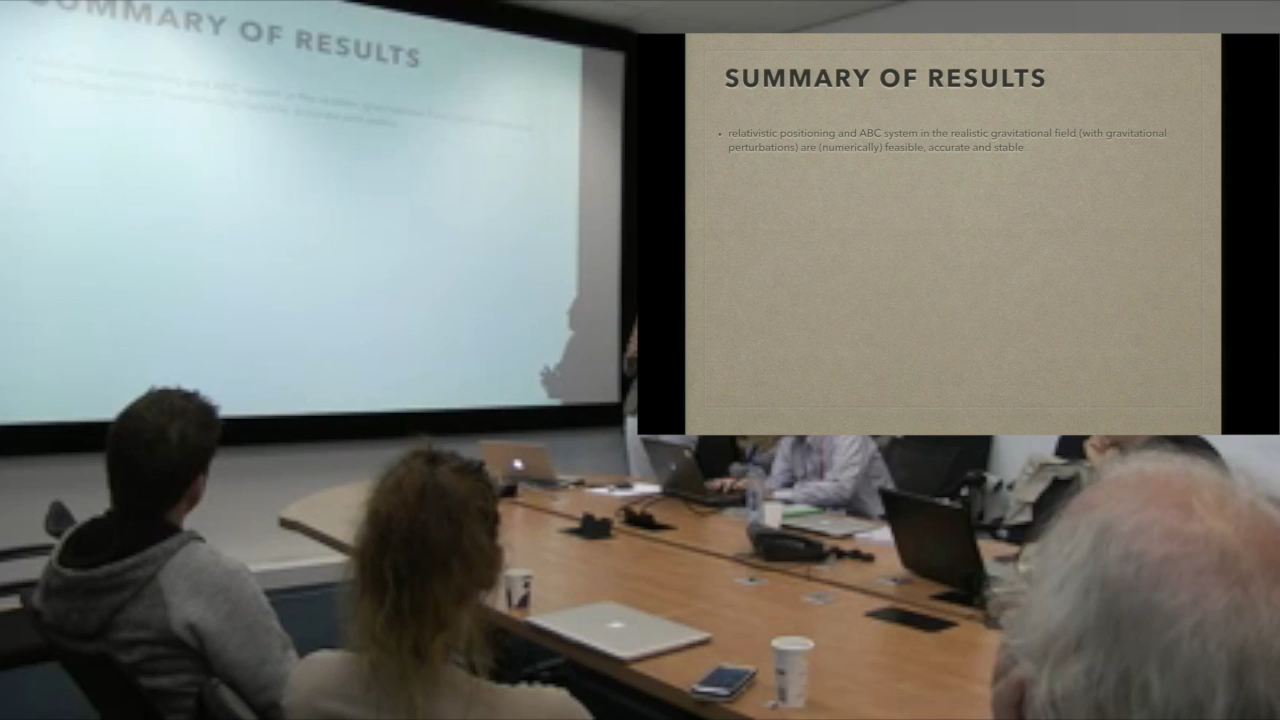 SUMMARY OF RESULTS
SUMMARY OF RESULTS
• relativistic positioning and ABC system in the realistic gravitational field (with gravitational
perturbations) are (numerically) feasible, accurate and stable